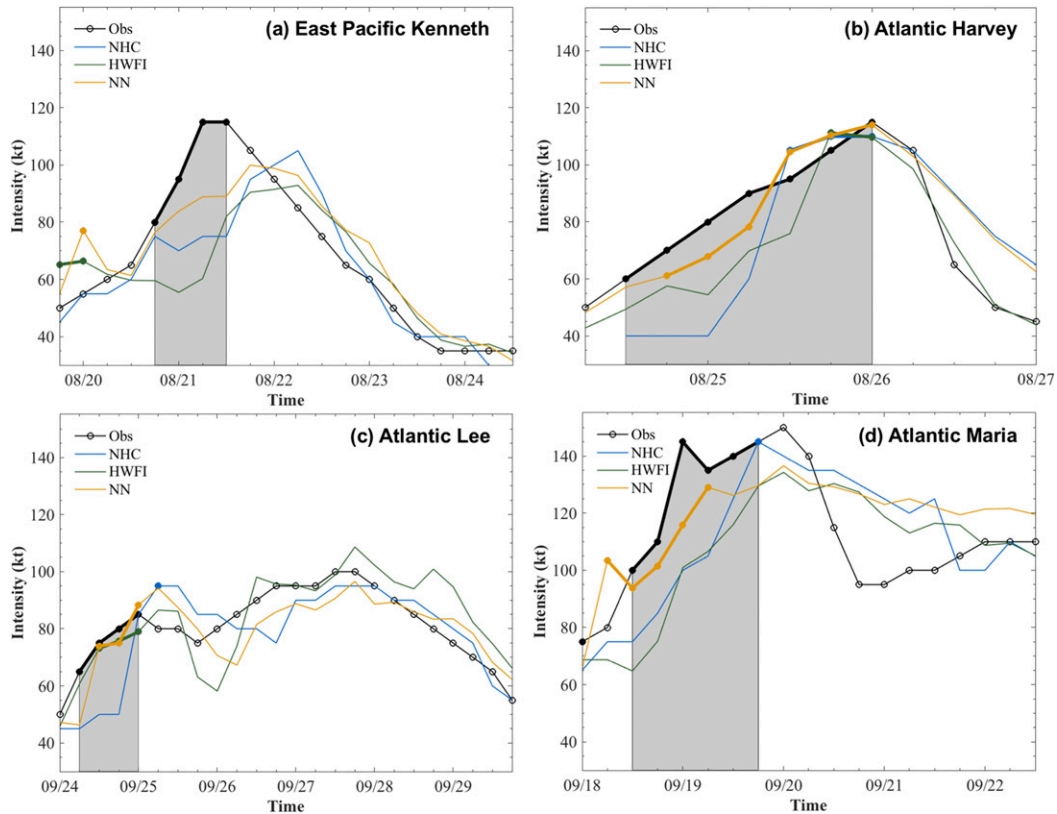 (a) East Pacific Kenneth
Obs
NHC
HWFI
NN
Intensity (kt)
140
120
100
80
60
40
08/20 08/21 08/22 08/23 08/24
Time
(b) Atlantic Harvey
Obs
NHC
HWFI
NN
Intensity (kt)
140
120
100
80
60
40
08/25 08/26 08/27
Time
(c) Atlantic Lee
Obs
NHC
HWFI
NN
Intensity (kt)
140
120
100
80
60
40
09/24 09/25 09/26 09/27 09/28 09/29
Time
(d) Atlantic Maria
Obs
NHC
HWFI
NN
Intensity (kt)
140
120
100
80
60
40
09/18 09/19 09/20 09/21 09/22
Time